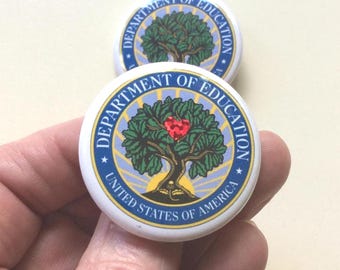 DEPARTMENT OF EDUCATION
DEPARTMENT OF EDUCATION
UNITED STATES OF AMERICA